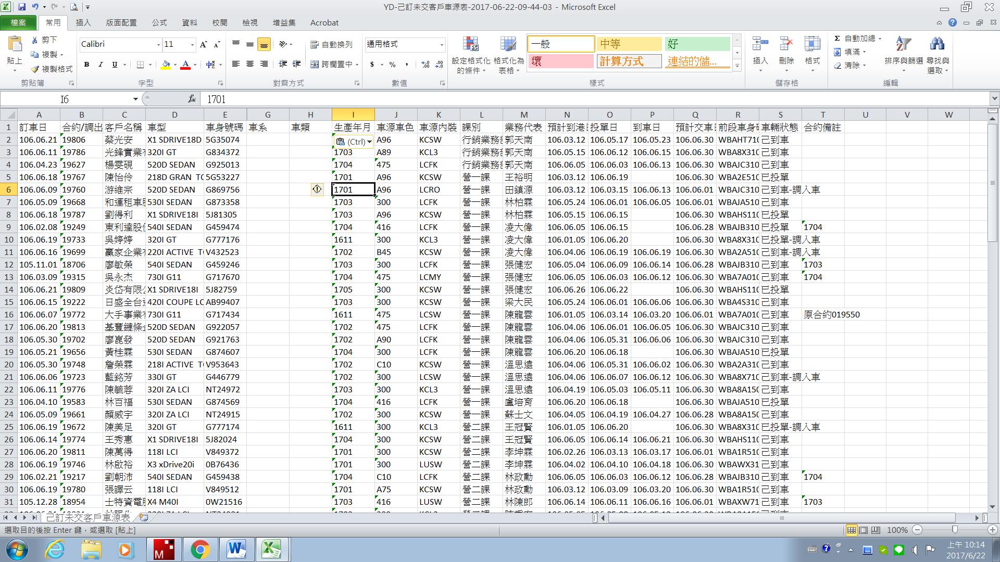 YD-己訂未交客戶車源表-2017-06-22-09-44-03 - Microsoft Excel
檔案 常用 插入 版面配置 公式 資料 校閱 檢視 增益集 Acrobat
貼上 剪下 複製 複製格式 剪貼簿
Calibri 11 字型
自動換列 跨欄置中 對齊方式
通用格式 $ % , 數值
設定格式化的條件 格式化為表格 一般 中等 好 壞 計算方式 連結的儲... 樣式
插入 刪除 格式 儲存格
Σ 自動加總 填滿 清除 排序與篩選 尋找與選取 編輯
I6 fx 1701
A B C D E G H I J K L M N O P Q R S T U V W
1 訂車日 合約/調出 客戶名稱 車型 車身號碼 車系 車類 生產年月 車源車色 車源內裝 課別 業務代表 預計到港日 投單日 到車日 預計交車 前段車身碼 車輛狀態 合約備註
2 106.06.21 19806 蔡光安 X1 SDRIVE18D 5G35074 (Ctrl) A96 KCSW 行銷業務部 郭天南 106.03.12 106.05.17 106.05.23 106.06.30 WBAHT710 己到車
3 106.06.11 19786 光鋒實業有 320I GT G834372 1703 A89 KCL3 行銷業務部 郭天南 106.05.15 106.06.12 106.06.15 106.06.30 WBA8X310 己到車
4 106.04.23 19627 楊雯硯 520D SEDAN G925013 1704 475 LCFK 行銷業務部 郭天南 106.06.05 106.06.03 106.06.13 106.06.30 WBAJC310 己到車
5 106.06.18 19767 陳怡伶 218D GRAN TO 5G53227 1701 A96 KCSW 營一課 王裕明 106.03.12 106.06.19 106.06.30 WBA2E510 已投單
6 106.06.09 19760 游維宗 520D SEDAN G869756 1701 A96 LCRO 營一課 田鎮源 106.03.12 106.03.15 106.06.13 106.06.01 WBAJC310 己到車-調入車
7 106.05.09 19668 和運租車股 530I SEDAN G873358 1703 300 LCFK 營一課 林柏霖 106.05.24 106.06.01 106.06.05 106.06.30 WBAJA510 己到車
8 106.06.18 19787 劉得利 X1 SDRIVE18I 5J81305 1703 A96 KCSW 營一課 林柏霖 106.05.15 106.06.15 106.06.30 WBAHS110 已投單
9 106.02.08 19249 東利達股份 540I SEDAN G459474 1704 416 LCFK 營一課 凌大偉 106.06.05 106.06.15 106.06.28 WBAJB310 已投單 1704
10 106.06.19 19733 吳婷婷 320I GT G777176 1611 300 KCL3 營一課 凌大偉 106.01.05 106.06.20 106.06.30 WBA8X310 已投單-調入車
11 106.06.16 19699 贏家企業有 220I ACTIVE TO V432523 1702 B45 KCSW 營一課 凌大偉 106.04.06 106.06.19 106.06.19 106.06.30 WBA2A510 己到車-調入車
12 105.11.01 18706 廖敏榮 540I SEDAN G459246 1703 300 LCFK 營一課 張健宏 106.05.04 106.06.09 106.06.14 106.06.28 WBAJB310 己到車 1703
13 106.03.09 19315 吳永杰 730I G11 G717670 1704 475 LCMY 營一課 張健宏 106.06.05 106.06.03 106.06.12 106.06.30 WBA7A010 己到車 1704
14 106.06.21 19809 炎岱有限公 X1 SDRIVE18I 5J82759 1705 300 KCSW 營一課 張健宏 106.06.26 106.06.22 106.06.30 WBAHS110 已投單
15 106.06.15 19222 日盛全台通 420I COUPE LC AB99407 1703 300 KCSW 營一課 梁大民 106.05.24 106.06.01 106.06.06 106.06.30 WBA4S310 己到車
16 106.06.07 19772 大手事業有 730I G11 G717434 1611 475 LCSW 營一課 陳龍雲 106.01.05 106.03.14 106.03.20 106.06.01 WBA7A010 己到車 原合約019550
17 106.06.20 19813 基豐鏈條企 520D SEDAN G922057 1702 475 LCFK 營一課 陳龍雲 106.04.06 106.06.01 106.06.05 106.06.30 WBAJC310 己到車
18 106.05.30 19702 廖崑發 520D SEDAN G921763 1702 A90 LCFK 營一課 陳龍雲 106.04.06 106.05.31 106.06.06 106.06.30 WBAJC310 己到車
19 106.05.21 19656 黃桂霖 530I SEDAN G874607 1704 300 LCFK 營一課 陳龍雲 106.06.20 106.06.18 106.06.30 WBAJA510 已投單
20 106.05.30 19748 詹榮霖 218I ACTIVE TO V953643 1702 C10 KCSW 營一課 溫思遠 106.04.06 106.05.31 106.06.02 106.06.30 WBA2A310 己到車
21 106.06.06 19723 藍銘芳 330I GT G446779 1702 300 LCSW 營一課 溫思遠 106.04.06 106.06.07 106.06.12 106.06.30 WBA8X710 己到車-調入車
22 106.06.11 19776 陳毓蓉 320I ZA LCI NT24972 1703 300 KCL3 營一課 溫思遠 106.04.19 106.05.03 106.05.11 106.06.30 WBA8A150 己到車
23 106.04.10 19583 林百福 530I SEDAN G874569 1704 416 LCFK 營一課 盧培育 106.06.20 106.06.18 106.06.30 WBAJA510 已投單
24 106.05.09 19661 顏威宇 320I ZA LCI NT24915 1702 300 KCSW 營一課 蘇士文 106.04.05 106.04.19 106.04.27 106.06.28 WBA8A150 己到車
25 106.06.19 19672 陳美足 320I GT G777174 1611 300 KCL3 營二課 王冠賢 106.01.05 106.06.20 106.06.30 WBA8X310 已投單-調入車
26 106.06.14 19774 王秀惠 X1 SDRIVE18I 5J82024 1704 300 KCSW 營二課 王冠賢 106.06.05 106.06.14 106.06.21 106.06.30 WBAHS110 己到車
27 106.06.20 19811 陳萬得 118I LCI V849372 1701 300 KCSW 營二課 李坤霖 106.02.26 106.03.13 106.03.17 106.06.01 WBA1R510 己到車
28 106.06.19 19746 林啟裕 X3 xDrive20i 0B76436 1701 300 LUSW 營二課 李坤霖 106.04.02 106.04.10 106.04.18 106.06.30 WBAWX31 己到車
29 106.02.21 19217 劉朝沛 540I SEDAN G459438 1704 C10 LCFK 營二課 林政勳 106.06.05 106.06.03 106.06.12 106.06.28 WBAJB310 己到車 1704
30 106.06.19 19780 張譯云 118I LCI V849512 1701 A75 KCSW 營二課 林政勳 106.03.12 106.03.09 106.03.20 106.06.30 WBA1R510 己到車
31 105.12.28 18954 士特資電股 X4 M40I 0W21516 1703 416 LUSW 營二課 林陳郎 106.06.14 106.06.11 106.06.16 106.06.01 WBAXW71 己到車 1703
己訂未交客戶車源表
選取目的後按 Enter 鍵，或選取 [貼上] 100%
上午 10:14
2017/6/22